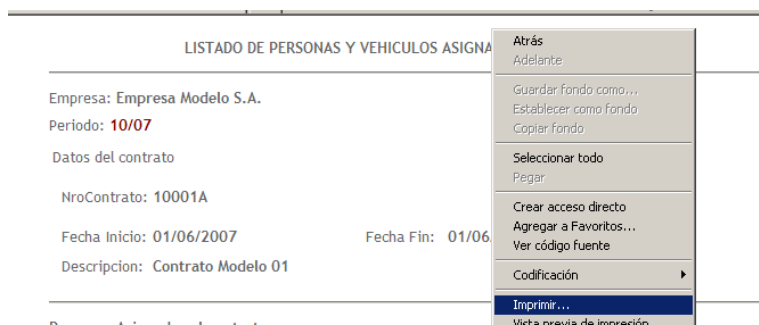 LISTADO DE PERSONAS Y VEHICULOS
Empresa: Empresa Modelo S.A.
Periodo: 10/07
Datos del contrato
NroContrato: 10001A
Fecha Inicio: 01/06/2007 Fecha Fin: 01/06
Descripcion: Contrato Modelo 01
Atrás
Adelante
Guardar fondo como...
Establecer como fondo
Copiar fondo
Seleccionar todo
Pegar
Crear acceso directo
Agregar a Favoritos...
Ver código fuente
Codificación
Imprimir...
Vista previa de impresión